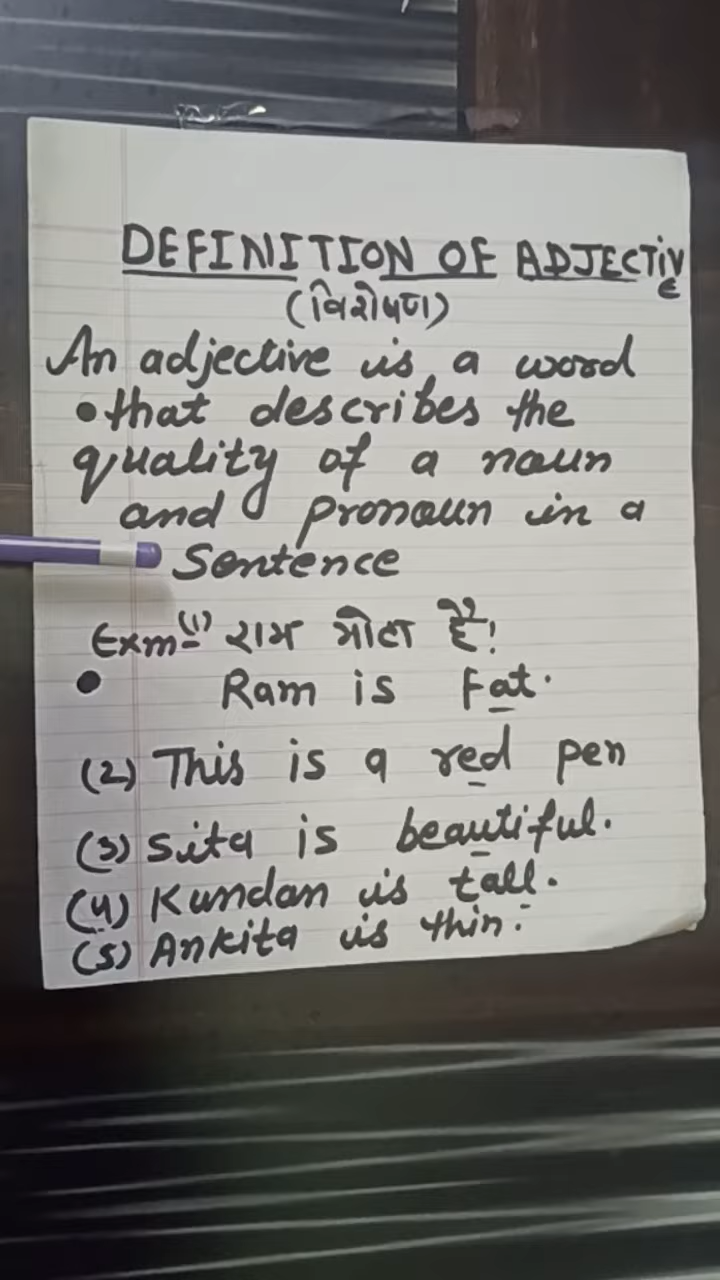 DEFINITION OF ADJECTIVE
(विशेषण)
An adjective is a word
that describes the
quality of a noun
and pronoun in a
Sentence
Exm (1) राम मोटा है!
Ram is Fat.
(2) This is a red pen
(3) Sita is beautiful.
(4) Kundan is tall.
(5) Ankita is thin.